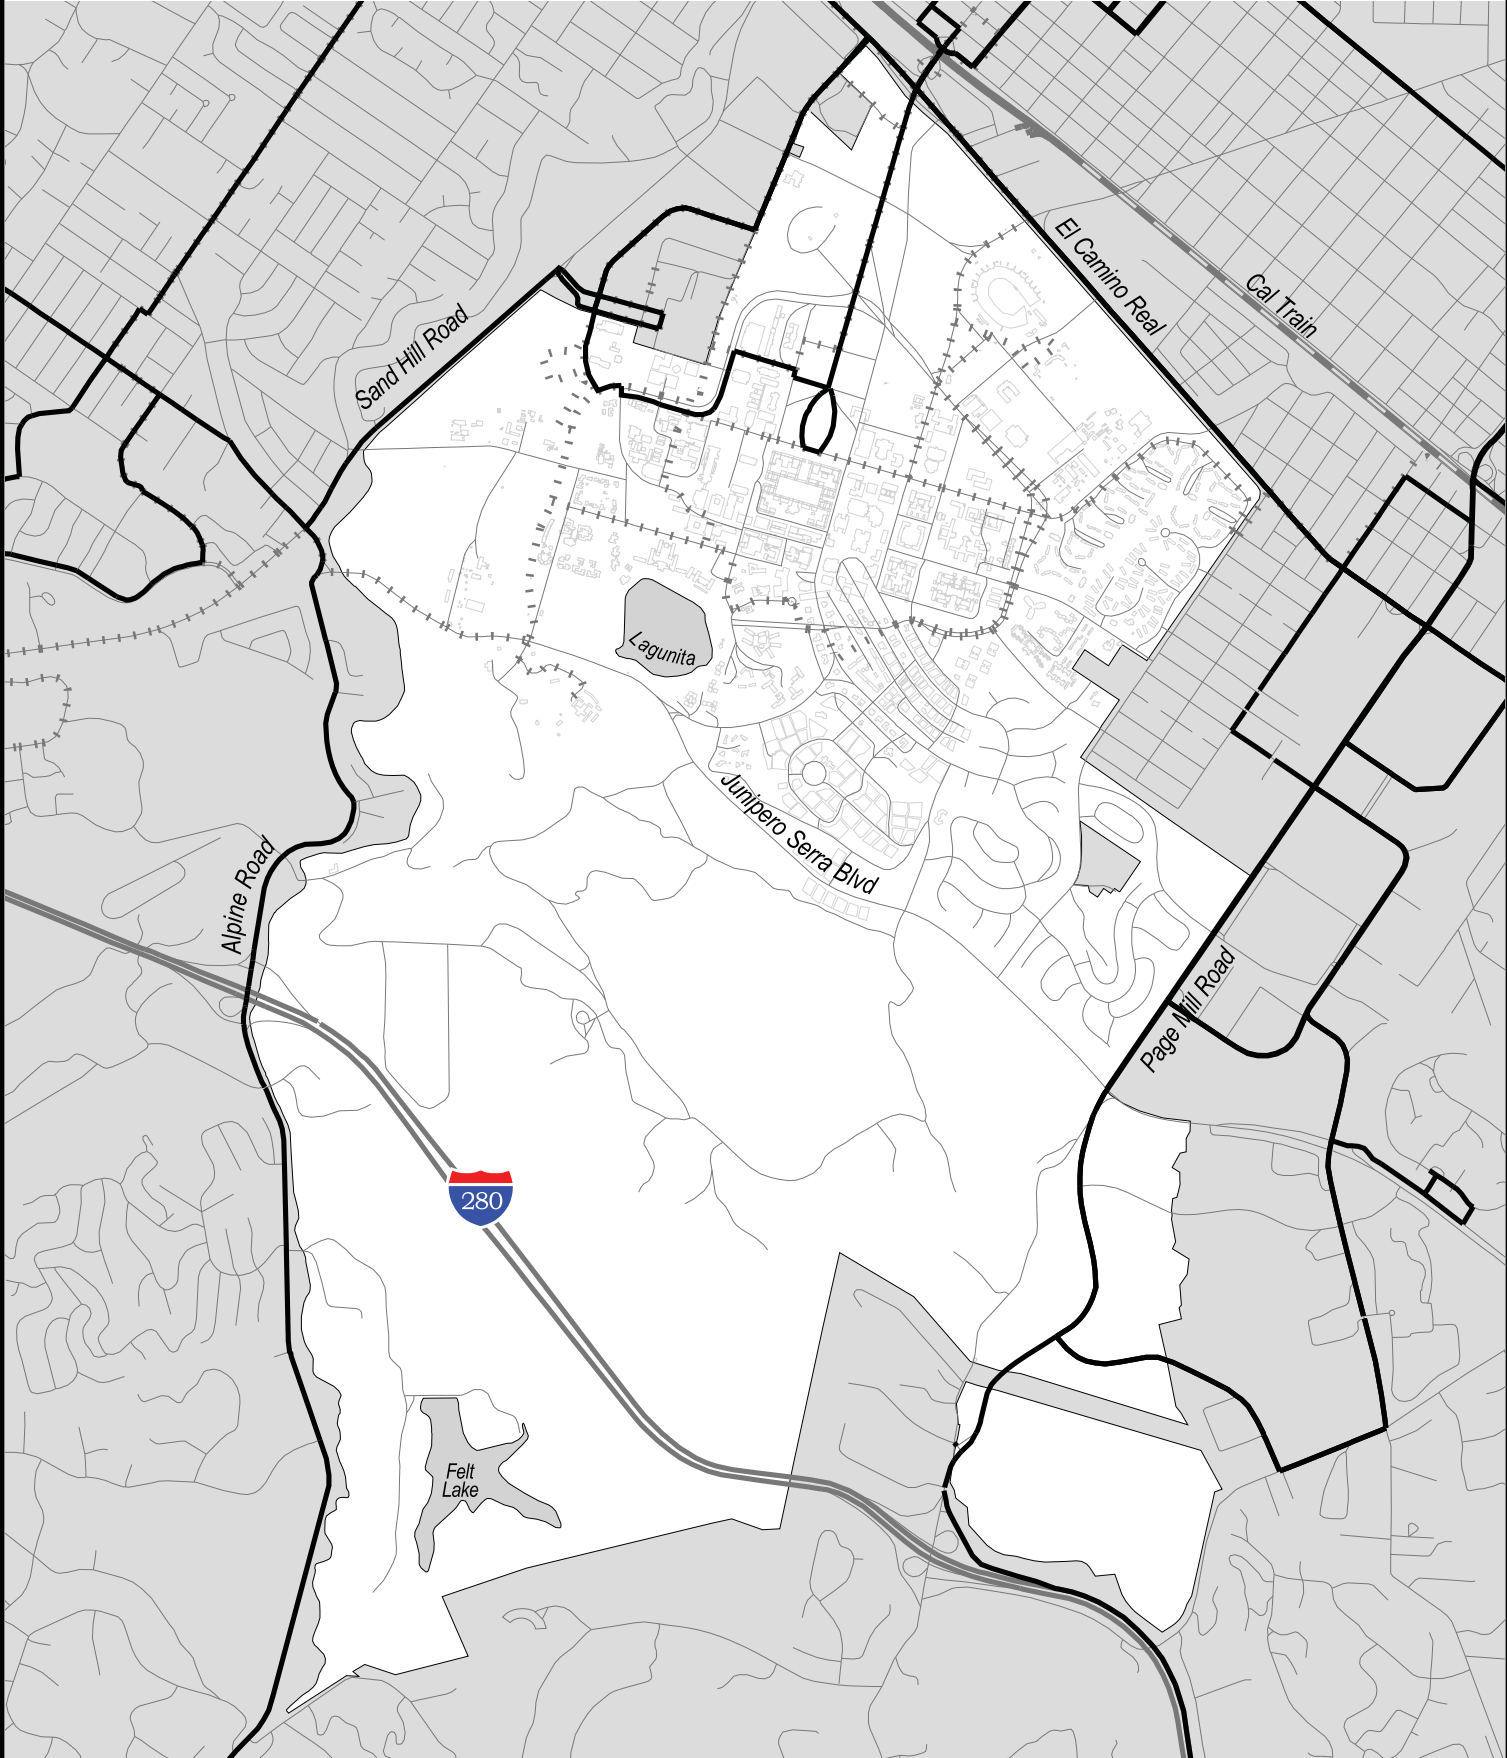 El Camino Real
Cal Train
Sand Hill Road
Lagunita
Junipero Serra Blvd
Alpine Road
Page Mill Road
280
Felt
Lake